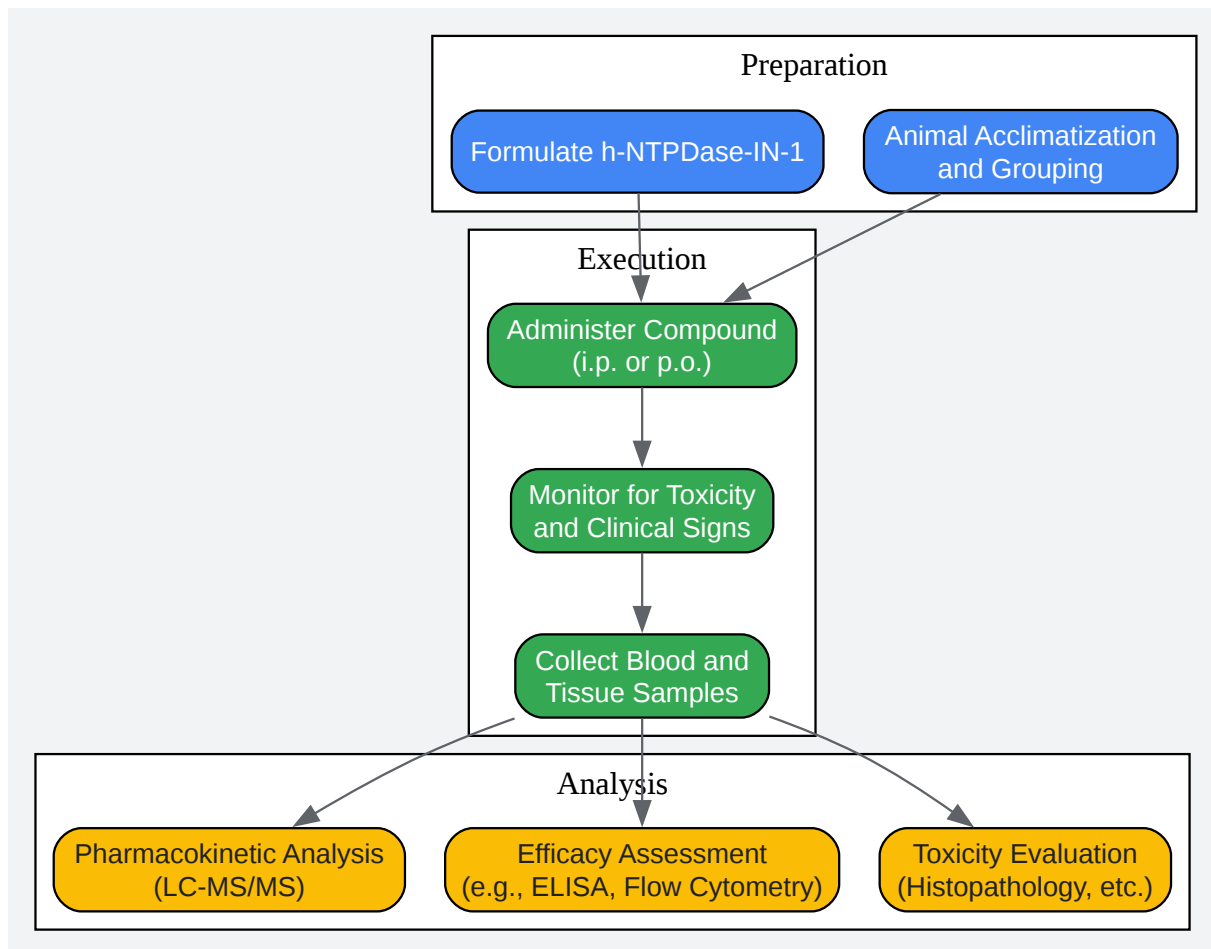 Preparation
Formulate h-NTPDase-IN-1
Animal Acclimatization
and Grouping
Execution
Administer Compound
(i.p. or p.o.)
Monitor for Toxicity
and Clinical Signs
Collect Blood and
Tissue Samples
Analysis
Pharmacokinetic Analysis
(LC-MS/MS)
Efficacy Assessment
(e.g., ELISA, Flow Cytometry)
Toxicity Evaluation
(Histopathology, etc.)